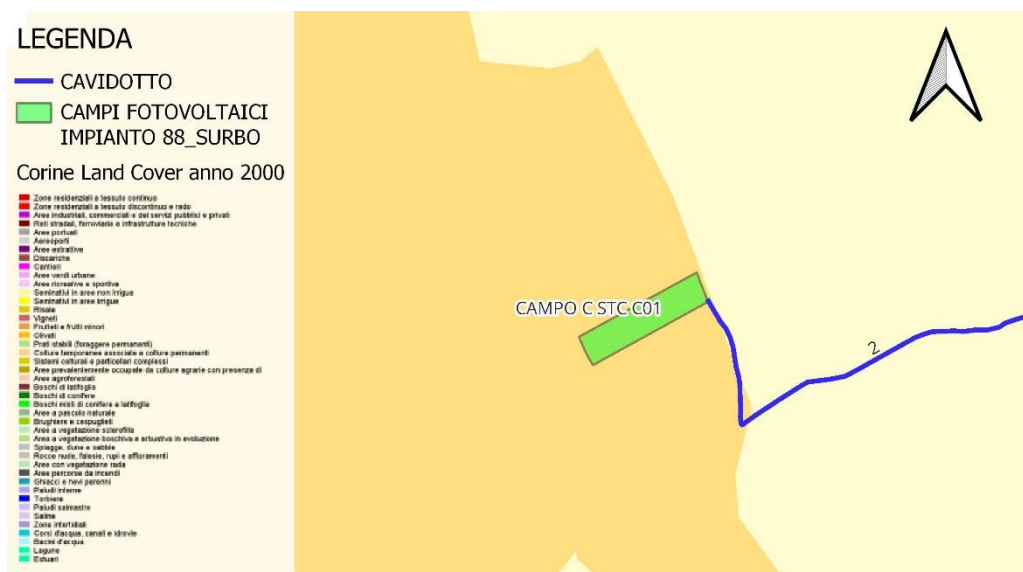 LEGENDA
CAVIDOTTO
CAMPI FOTOVOLTAICI
IMPIANTO 88_SURBO
Corine Land Cover anno 2000
Zone residenziali a tessuto continuo
Zone residenziali a tessuto discontinuo e rado
Aree industriali, commerciali e dei servizi pubblici e privati
Reti stradali, ferroviarie e infrastrutture tecniche
Aree portuali
Aereoporti
Aree estrattive
Discariche
Cantieri
Aree verdi urbane
Aree ricreative e sportive
Seminativi in aree non irrigue
Seminativi in aree irrigue
Risaie
Vigneti
Frutteti e frutti minori
Oliveti
Prati stabili (foraggere permanenti)
Colture temporanee associate a colture permanenti
Sistemi colturali e particellari complessi
Aree prevalentemente occupate da colture agrarie con presenza di
Aree agroforestali
Boschi di latifoglie
Boschi di conifere
Boschi misti di conifere e latifoglie
Aree a pascolo naturale
Brughiere e cespuglieti
Aree a vegetazione sclerofilla
Aree a vegetazione boschiva e arbustiva in evoluzione
Spiagge, dune e sabbie
Rocce nude, falesie, rupi e affioramenti
Aree con vegetazione rada
Aree percorse da incendi
Ghiacci e nevi perenni
Paludi interne
Torbiere
Paludi salmastre
Saline
Zone intertidiali
Corsi d'acqua, canali e idrovie
Bacini d'acqua
Lagune
Estuari
CAMPO C STC C01
2